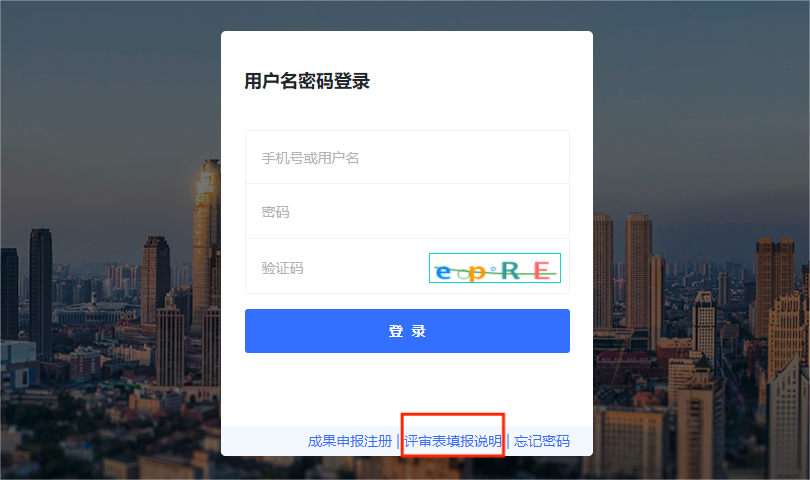 用户名密码登录
手机号或用户名
密码
验证码 epRE
登 录
成果申报注册 | 评审表填报说明 | 忘记密码